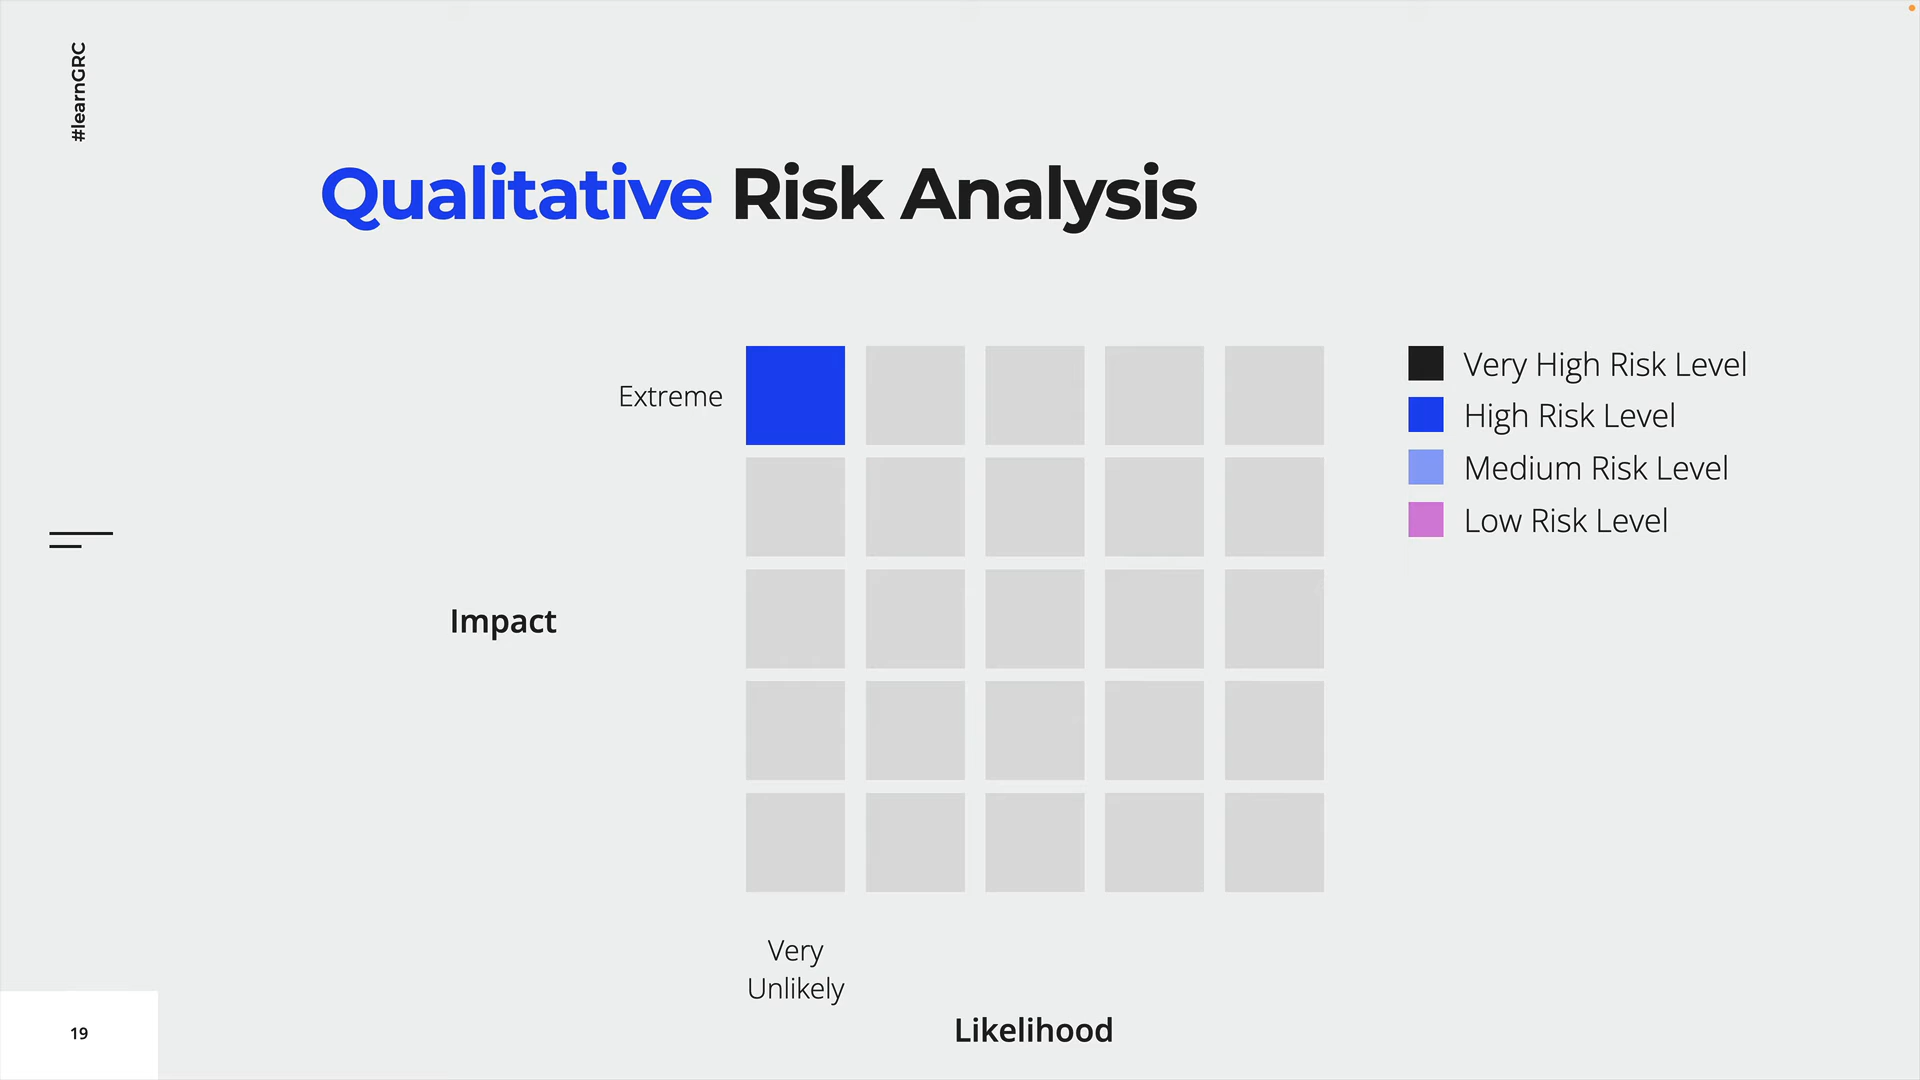 #learnGRC
Qualitative Risk Analysis
Extreme
Very High Risk Level
High Risk Level
Medium Risk Level
Low Risk Level
Impact
Very
Unlikely
Likelihood
19